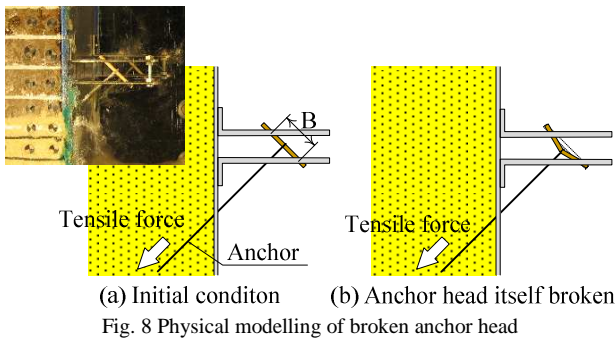 B
Tensile force
Anchor
Tensile force
(a) Initial conditon
(b) Anchor head itself broken
Fig. 8 Physical modelling of broken anchor head